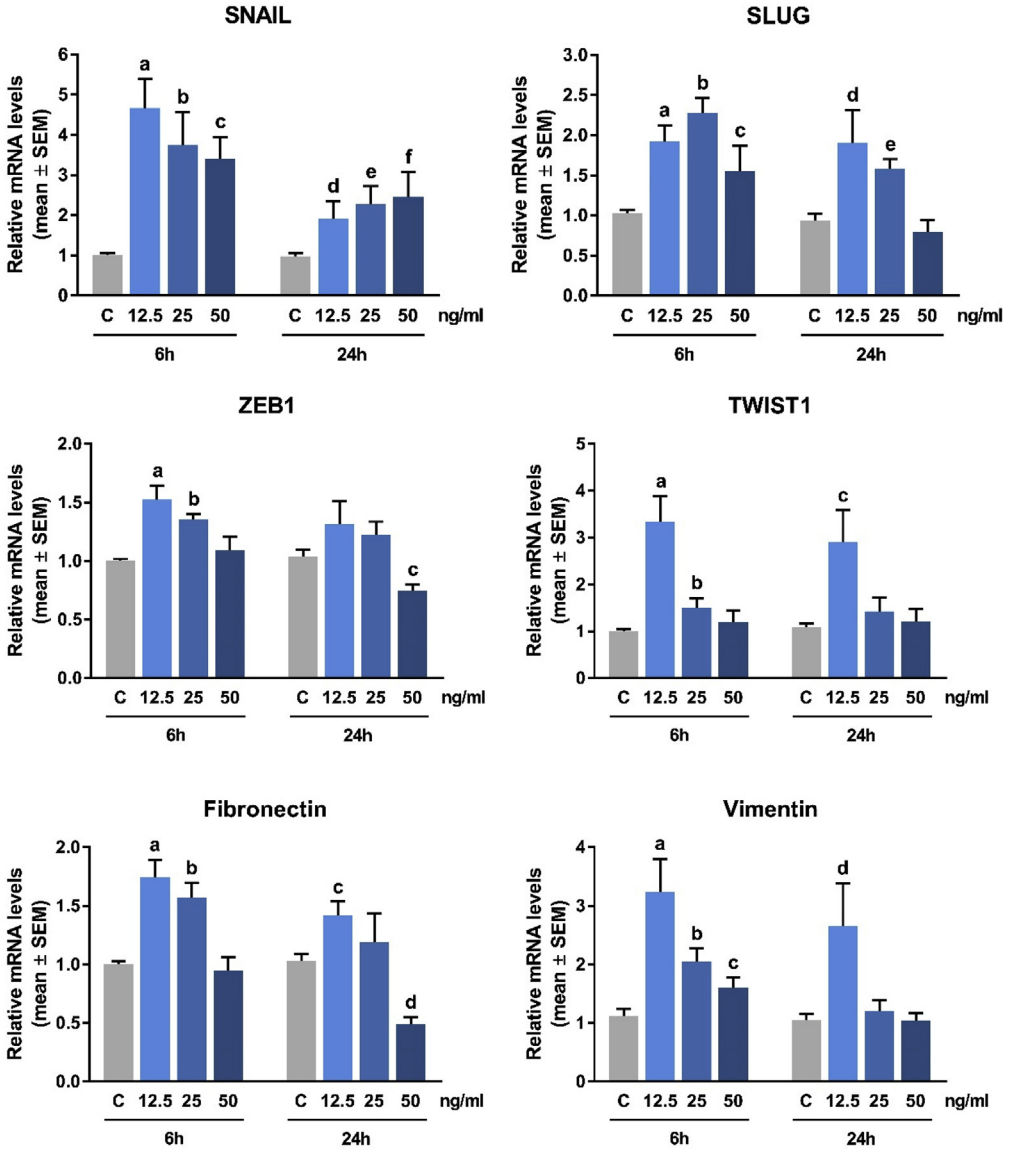 SNAIL
Relative mRNA levels
(mean ± SEM)
6
5
4
3
2
1
0
a
b
c
d
e
f
C 12.5 25 50 C 12.5 25 50 ng/ml
6h 24h
SLUG
Relative mRNA levels
(mean ± SEM)
3.0
2.5
2.0
1.5
1.0
0.5
0.0
a
b
c
d
e
C 12.5 25 50 C 12.5 25 50 ng/ml
6h 24h
ZEB1
Relative mRNA levels
(mean ± SEM)
2.0
1.5
1.0
0.5
0.0
a
b
c
C 12.5 25 50 C 12.5 25 50 ng/ml
6h 24h
TWIST1
Relative mRNA levels
(mean ± SEM)
5
4
3
2
1
0
a
b
c
C 12.5 25 50 C 12.5 25 50 ng/ml
6h 24h
Fibronectin
Relative mRNA levels
(mean ± SEM)
2.0
1.5
1.0
0.5
0.0
a
b
c
d
C 12.5 25 50 C 12.5 25 50 ng/ml
6h 24h
Vimentin
Relative mRNA levels
(mean ± SEM)
4
3
2
1
0
a
b
c
d
C 12.5 25 50 C 12.5 25 50 ng/ml
6h 24h